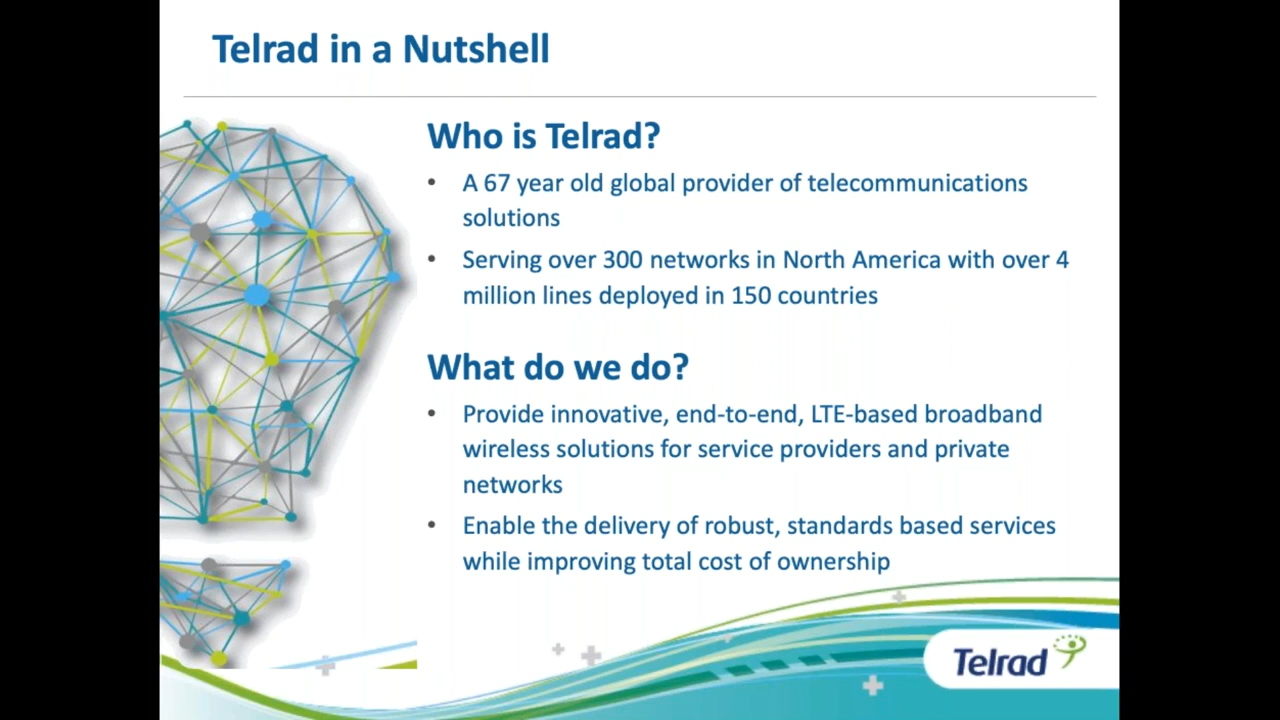 Telrad in a Nutshell
Who is Telrad?
• A 67 year old global provider of telecommunications
solutions
• Serving over 300 networks in North America with over 4
million lines deployed in 150 countries
What do we do?
• Provide innovative, end-to-end, LTE-based broadband
wireless solutions for service providers and private
networks
• Enable the delivery of robust, standards based services
while improving total cost of ownership
Telrad